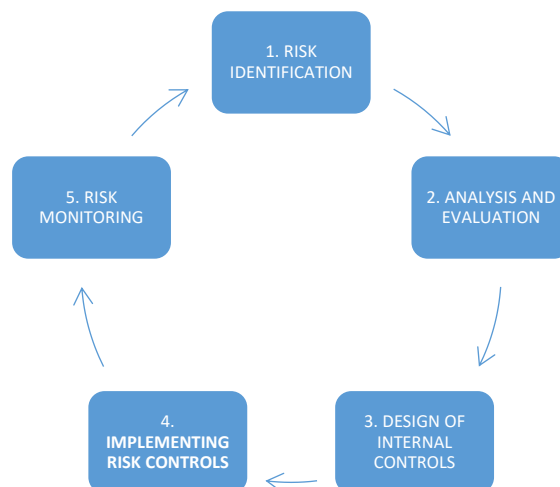 1. RISK
IDENTIFICATION
2. ANALYSIS AND
EVALUATION
3. DESIGN OF
INTERNAL
CONTROLS
4.
IMPLEMENTING
RISK CONTROLS
5. RISK
MONITORING